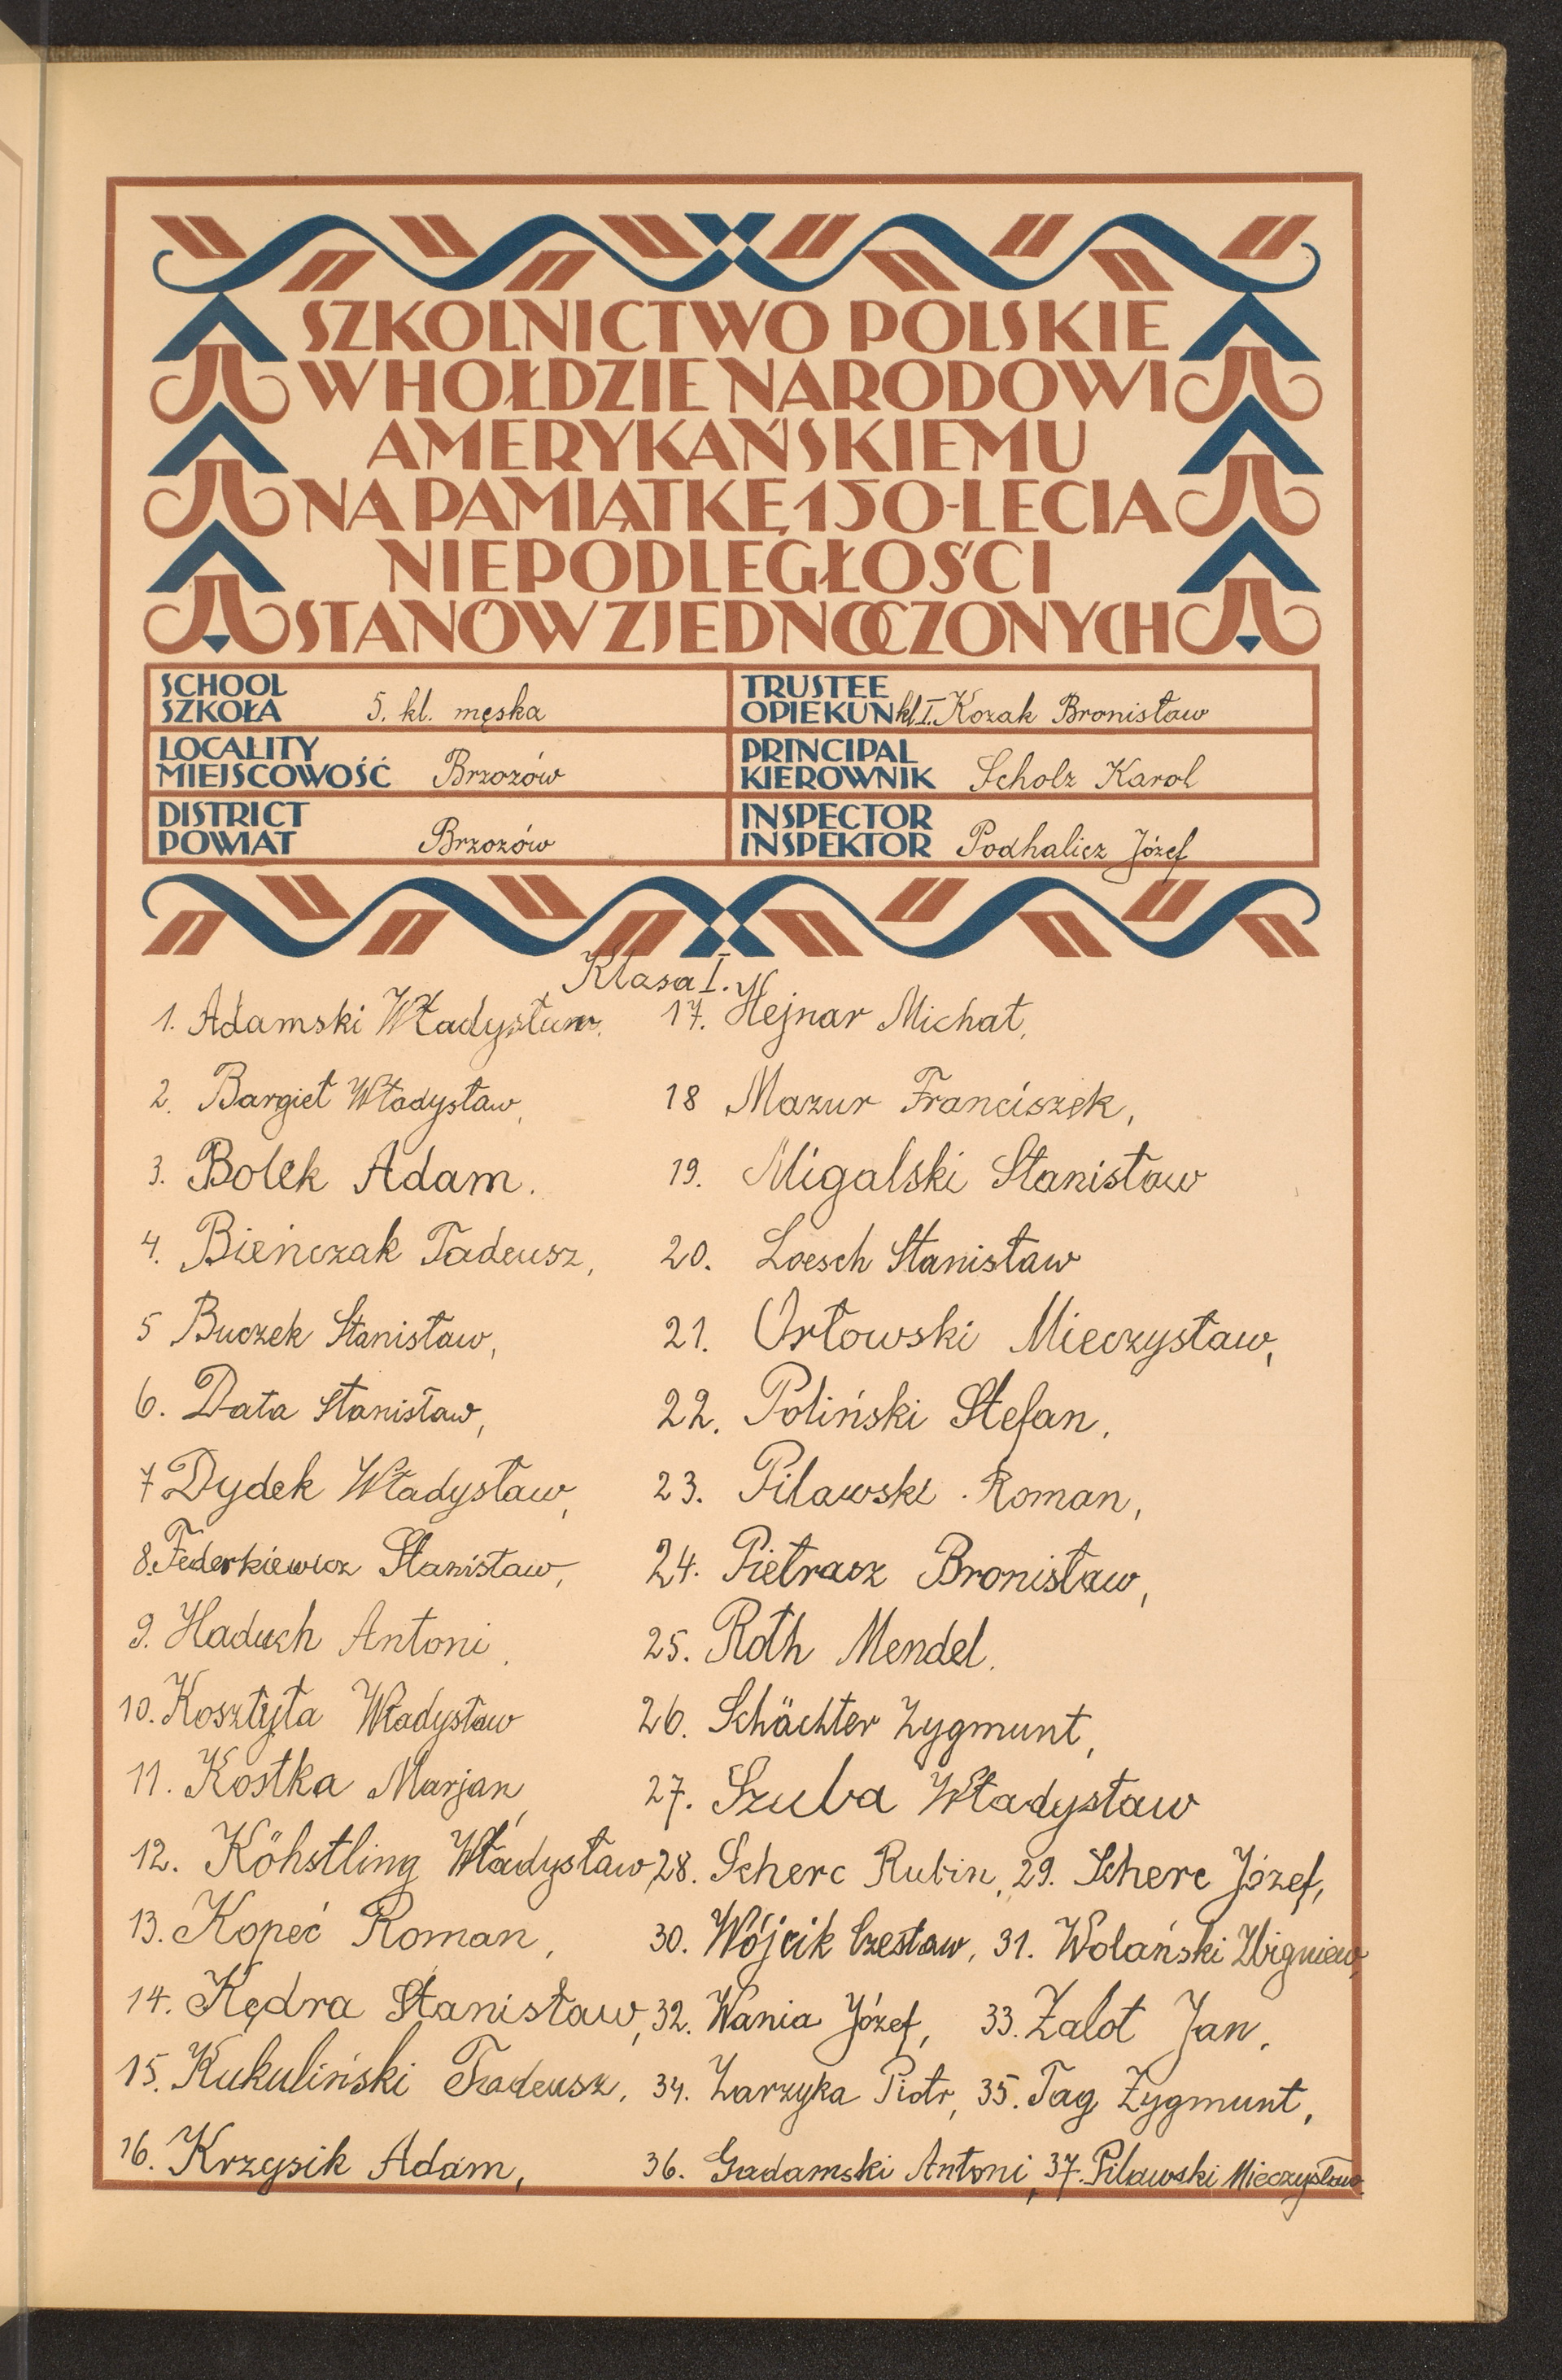 SZKOLNICTWO POLSKIE
W HOŁDZIE NARODOWI
AMERYKAŃSKIEMU
NA PAMIĄTKĘ 150-LECIA
NIEPODLEGŁOŚCI
STANÓW ZJEDNOCZONYCH
SCHOOL
SZKOŁA 5. kl. męska
TRUSTEE
OPIEKUN kl I. Kozak Bronisław
LOCALITY
MIEJSCOWOŚĆ Brzozów
PRINCIPAL
KIEROWNIK Scholz Karol
DISTRICT
POWIAT Brzozów
INSPECTOR
INSPEKTOR Podhalicz Józef
Klasa I.
1. Adamski Władysław.
2. Bargieł Władysław,
3. Bolek Adam.
4. Bieńczak Tadeusz,
5 Buczek Stanisław,
6. Data Stanisław,
7 Dydek Władysław,
8. Federkiewicz Stanisław,
9. Haduch Antoni.
10. Kosztyła Władysław
11. Kostka Marjan,
12. Köhstling Władysław,
13. Kopeć Roman,
14. Kędra Stanisław,
15. Kukuliński Tadeusz.
16. Krzysik Adam,
17. Hejnar Michał,
18 Mazur Franciszek,
19. Migalski Stanisław
20. Loesch Stanisław
21. Orłowski Mieczysław,
22. Poliński Stefan,
23. Pilawski Roman,
24. Pietrasz Bronisław,
25. Roth Mendel.
26. Schächter Zygmunt,
27. Szuba Władysław
28. Scherc Rubin, 29. Scherc Józef,
30. Wójcik Czesław, 31. Wolański Zbigniew,
32. Wania Józef, 33. Zalot Jan,
34. Zarzyka Piotr, 35. Tag Zygmunt,
36. Gadamski Antoni, 37. Pilawski Mieczysław.